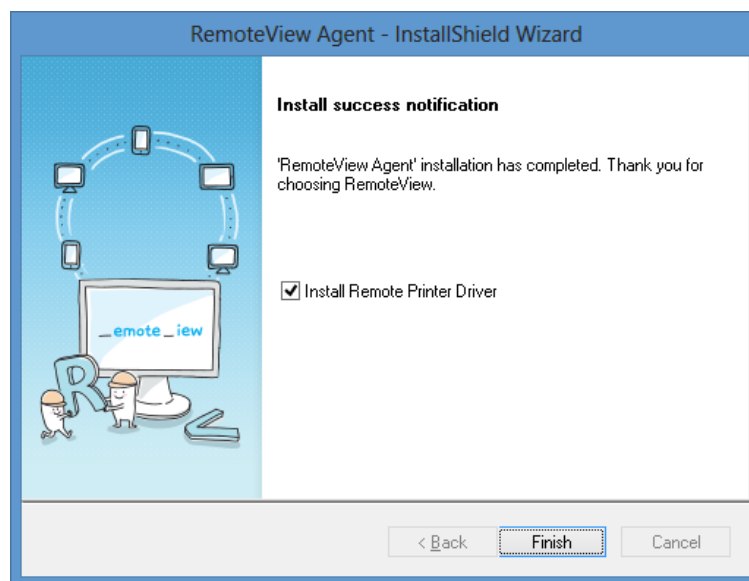 RemoteView Agent - InstallShield Wizard
Install success notification
'RemoteView Agent' installation has completed. Thank you for
choosing RemoteView.
Install Remote Printer Driver
_emote_iew
R
V
< Back
Finish
Cancel